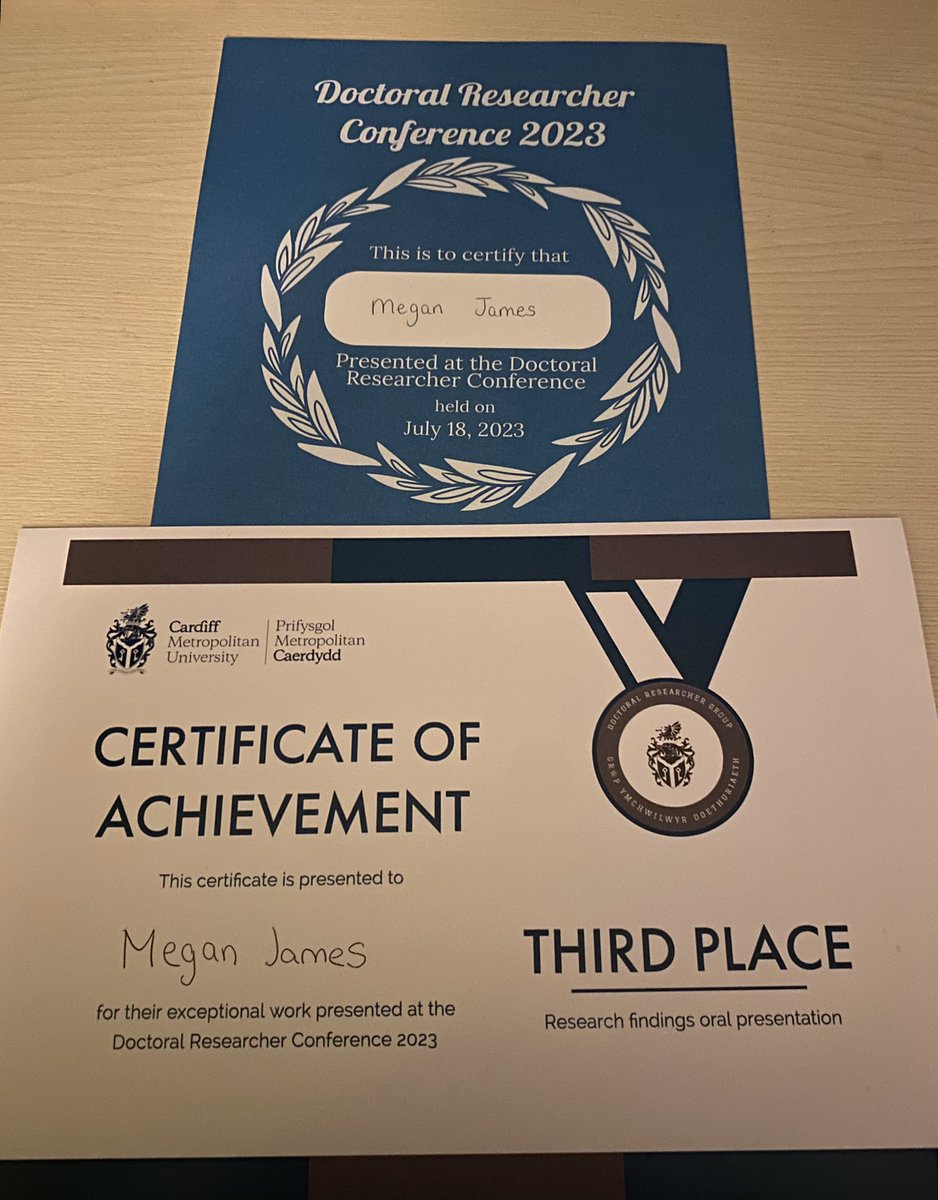 Doctoral Researcher
Conference 2023
This is to certify that
Megan James
Presented at the Doctoral
Researcher Conference
held on
July 18, 2023
Cardiff
Metropolitan
University
Prifysgol
Metropolitan
Caerdydd
DOCTORAL RESEARCHER GROUP
GRŴP YMCHWILWYR DOETHURIAETH
CERTIFICATE OF
ACHIEVEMENT
This certificate is presented to
Megan James
for their exceptional work presented at the
Doctoral Researcher Conference 2023
THIRD PLACE
Research findings oral presentation